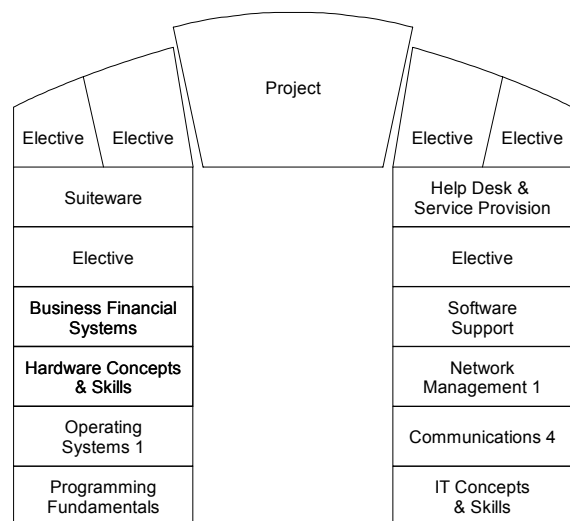 Project
Elective
Elective
Elective
Elective
Suiteware
Help Desk &
Service Provision
Elective
Elective
Business Financial
Systems
Software
Support
Hardware Concepts
& Skills
Network
Management 1
Operating
Systems 1
Communications 4
Programming
Fundamentals
IT Concepts
& Skills